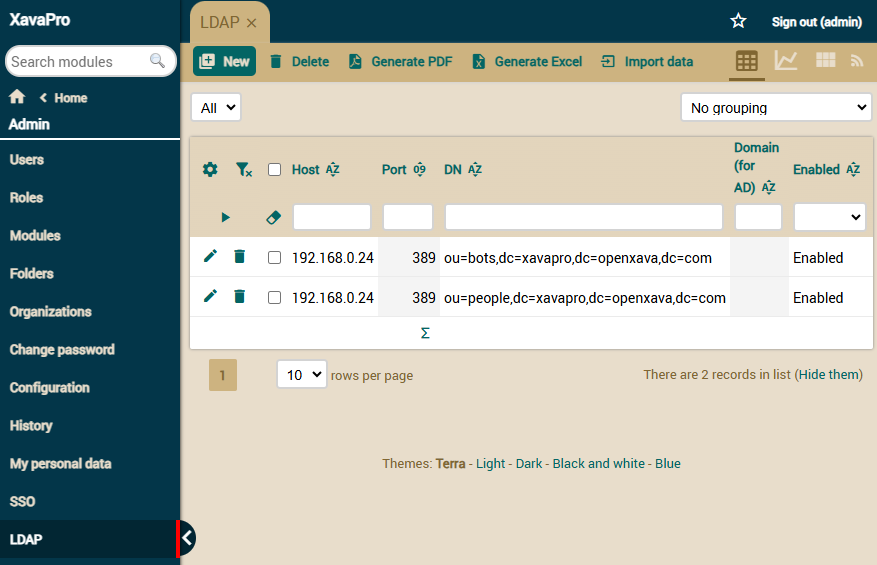 XavaPro
Search modules
Home
Admin
Users
Roles
Modules
Folders
Organizations
Change password
Configuration
History
My personal data
SSO
LDAP
LDAP ×
Sign out (admin)
New Delete Generate PDF Generate Excel Import data
All
No grouping
Host Port DN Domain (for AD) Enabled
192.168.0.24 389 ou=bots,dc=xavapro,dc=openxava,dc=com Enabled
192.168.0.24 389 ou=people,dc=xavapro,dc=openxava,dc=com Enabled
Σ
1 10 rows per page There are 2 records in list (Hide them)
Themes: Terra - Light - Dark - Black and white - Blue